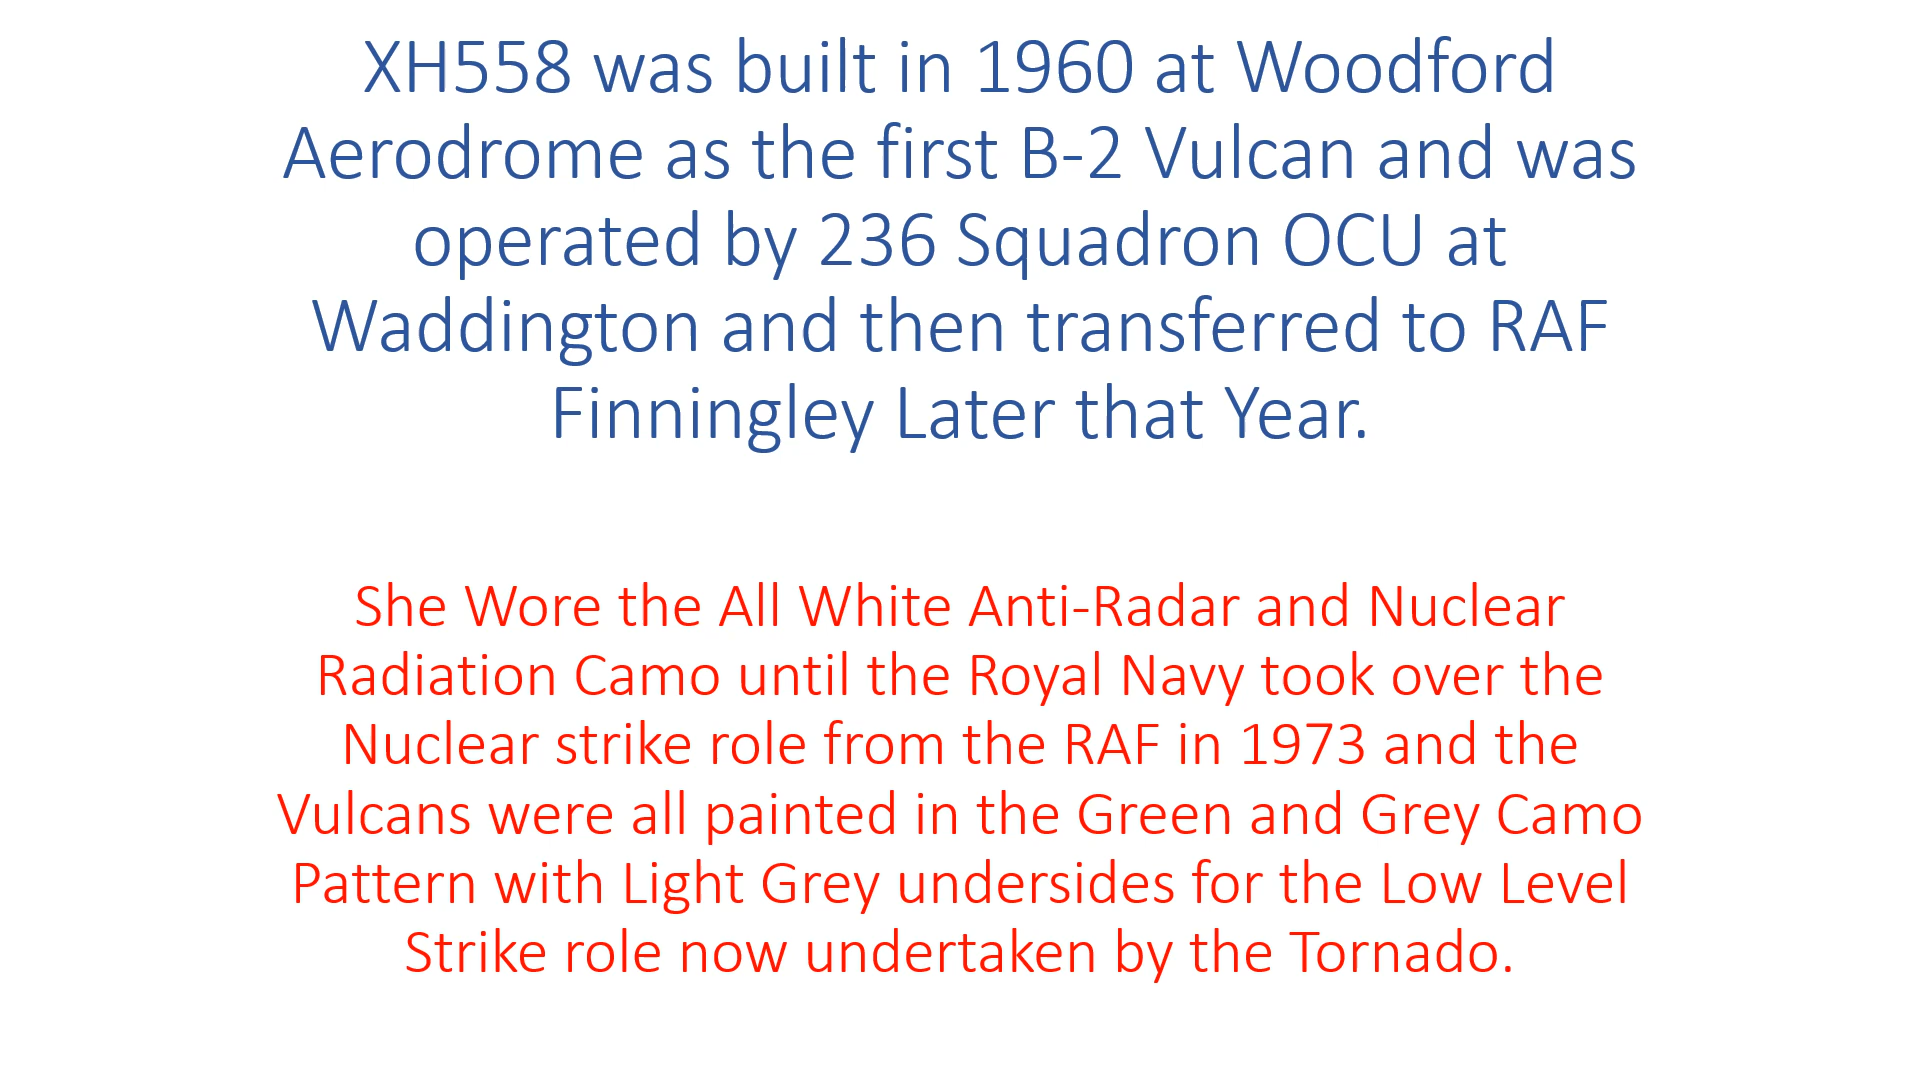 XH558 was built in 1960 at Woodford
Aerodrome as the first B-2 Vulcan and was
operated by 236 Squadron OCU at
Waddington and then transferred to RAF
Finningley Later that Year.
She Wore the All White Anti-Radar and Nuclear
Radiation Camo until the Royal Navy took over the
Nuclear strike role from the RAF in 1973 and the
Vulcans were all painted in the Green and Grey Camo
Pattern with Light Grey undersides for the Low Level
Strike role now undertaken by the Tornado.